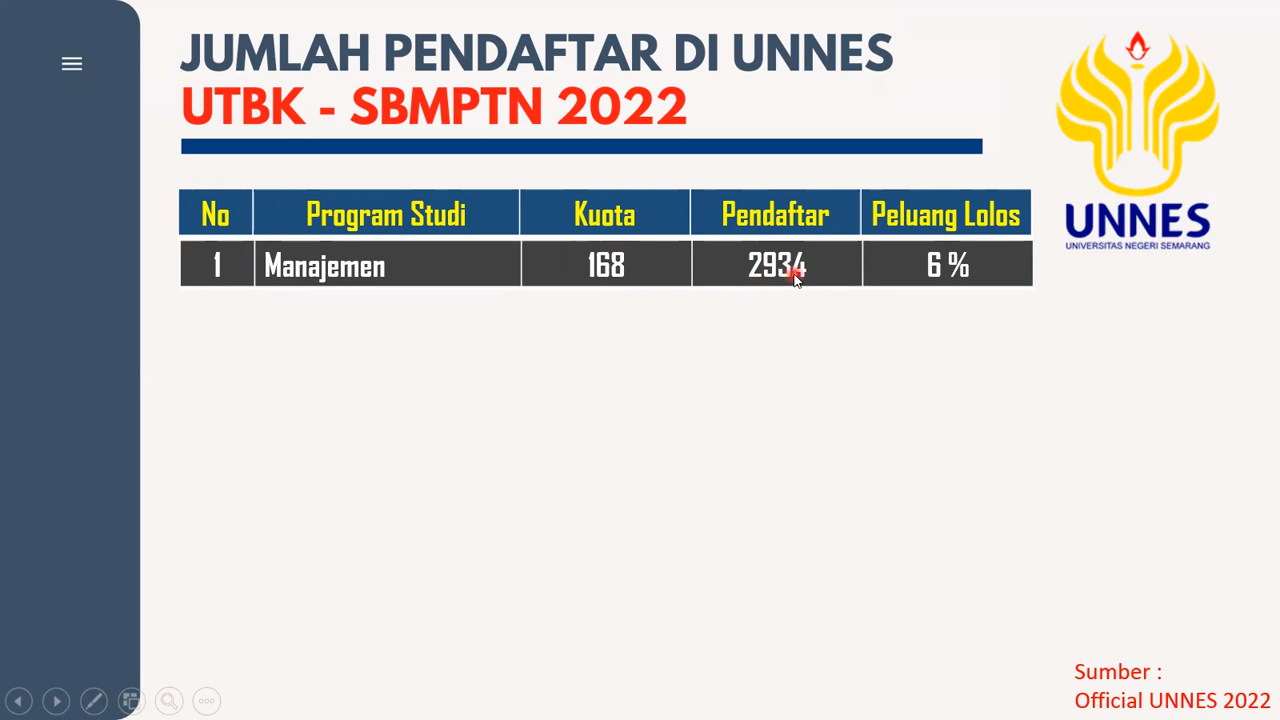 JUMLAH PENDAFTAR DI UNNES
UTBK - SBMPTN 2022
UNNES
UNIVERSITAS NEGERI SEMARANG
No Program Studi Kuota Pendaftar Peluang Lolos
1 Manajemen 168 2934 6 %
Sumber :
Official UNNES 2022